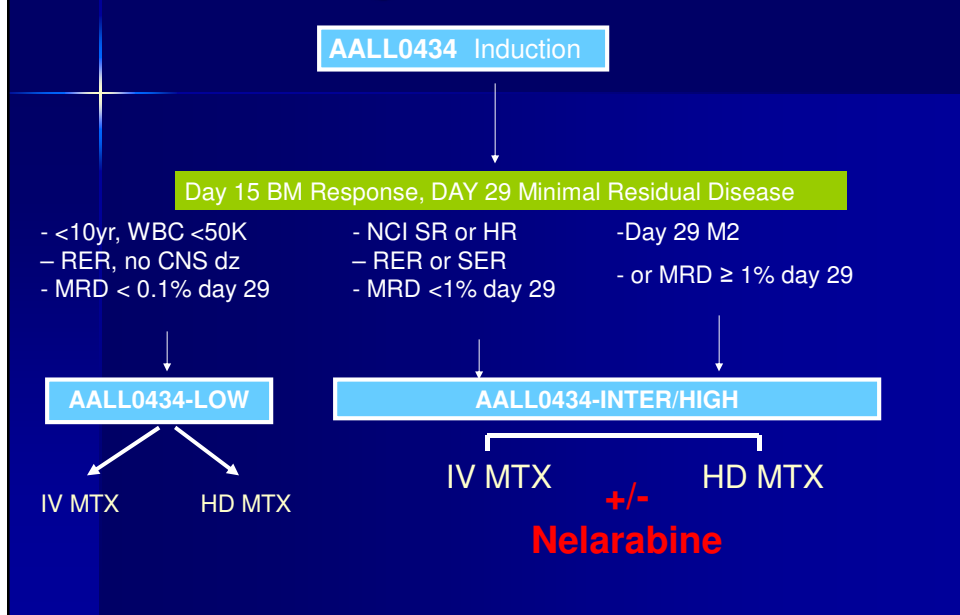 AALL0434 Induction
Day 15 BM Response, DAY 29 Minimal Residual Disease
- <10yr, WBC <50K
– RER, no CNS dz
- MRD < 0.1% day 29
- NCI SR or HR
– RER or SER
- MRD <1% day 29
-Day 29 M2
- or MRD ≥ 1% day 29
AALL0434-LOW
AALL0434-INTER/HIGH
IV MTX
HD MTX
IV MTX
HD MTX
+/-
Nelarabine